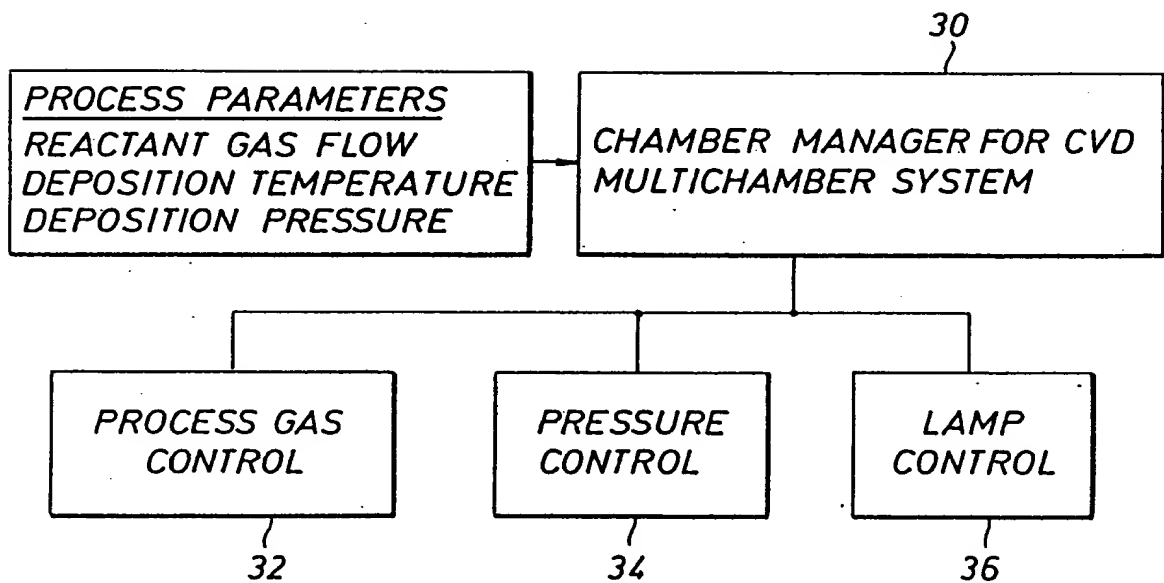 30
PROCESS PARAMETERS
REACTANT GAS FLOW
DEPOSITION TEMPERATURE
DEPOSITION PRESSURE
CHAMBER MANAGER FOR CVD
MULTICHAMBER SYSTEM
PROCESS GAS
CONTROL
PRESSURE
CONTROL
LAMP
CONTROL
32
34
36